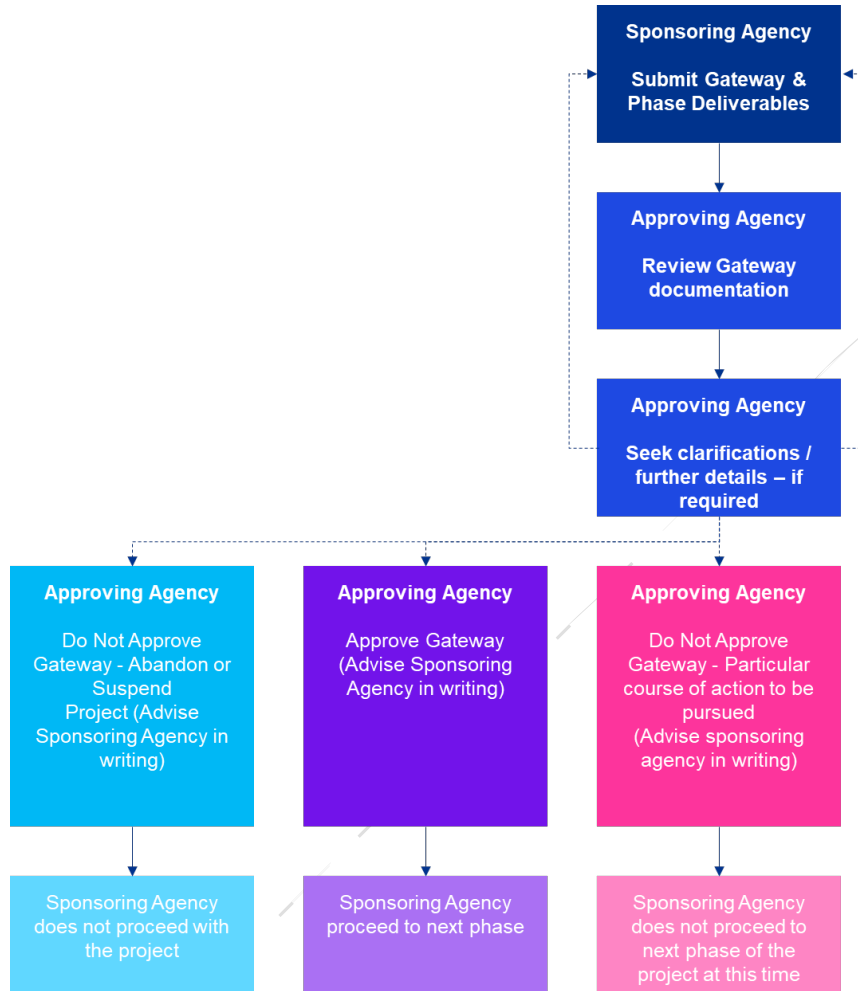 Sponsoring Agency
Submit Gateway &
Phase Deliverables
Approving Agency
Review Gateway
documentation
Approving Agency
Seek clarifications /
further details – if
required
Approving Agency
Do Not Approve
Gateway - Abandon or
Suspend
Project (Advise
Sponsoring Agency in
writing)
Approving Agency
Approve Gateway
(Advise Sponsoring
Agency in writing)
Approving Agency
Do Not Approve
Gateway - Particular
course of action to be
pursued
(Advise sponsoring
agency in writing)
Sponsoring Agency
does not proceed with
the project
Sponsoring Agency
proceed to next phase
Sponsoring Agency
does not proceed to
next phase of the
project at this time